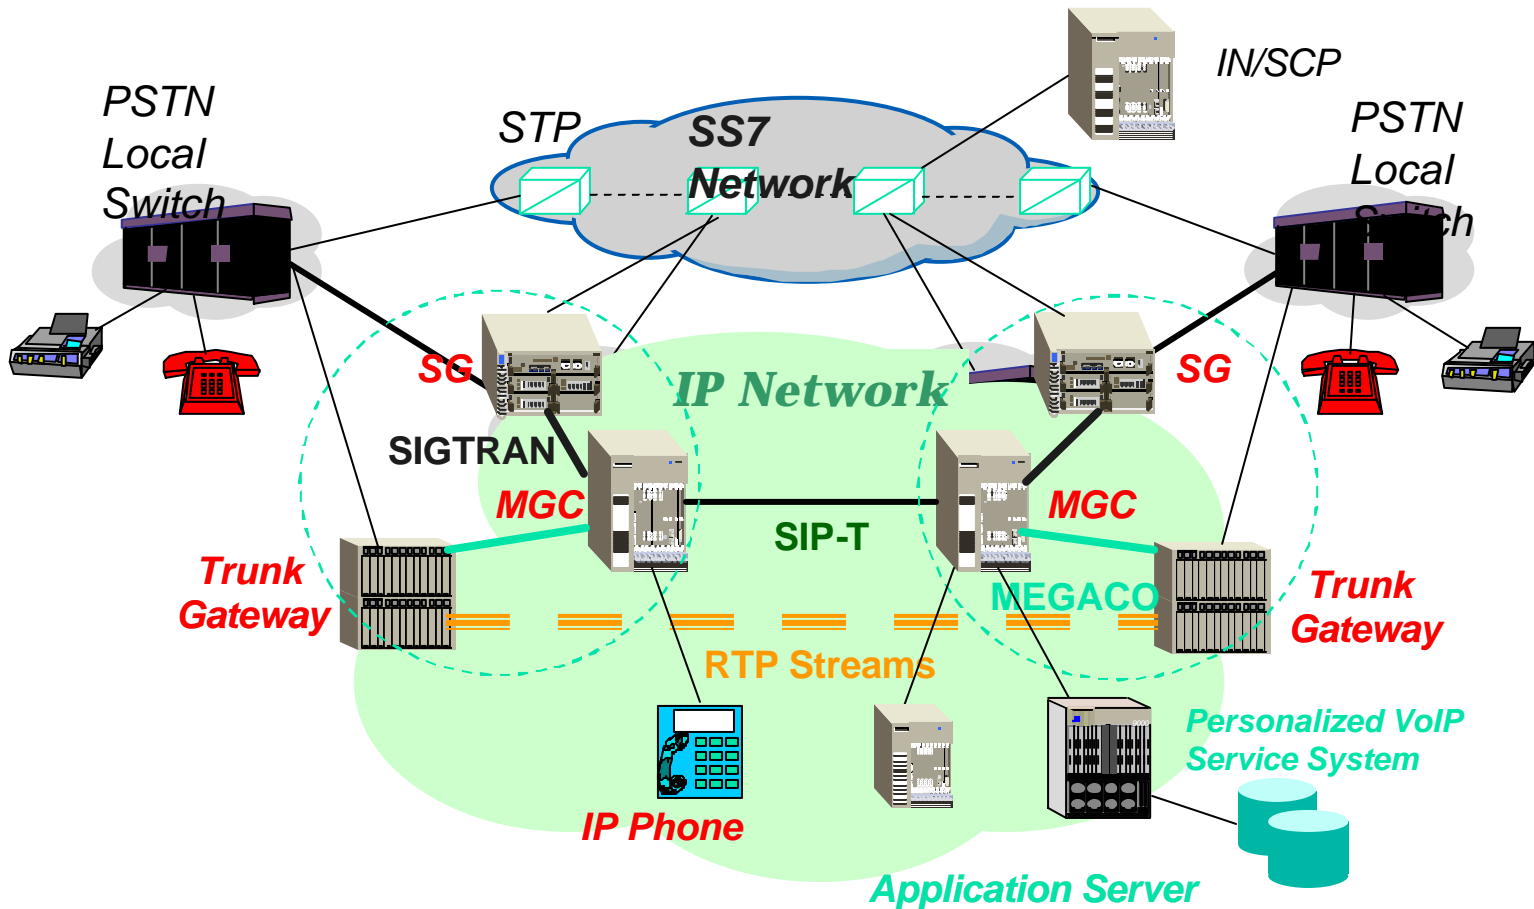 IN/SCP
PSTN
Local
Switch
STP
SS7
Network
PSTN
Local
Switch
SG
IP Network
SG
SIGTRAN
MGC
MGC
SIP-T
Trunk
Gateway
MEGACO
Trunk
Gateway
RTP Streams
Personalized VoIP
Service System
IP Phone
Application Server